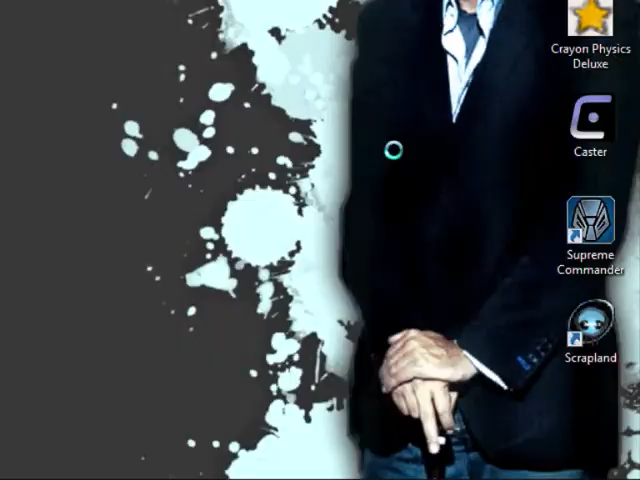 Crayon Physics
Deluxe
Caster
Supreme
Commander
Scrapland